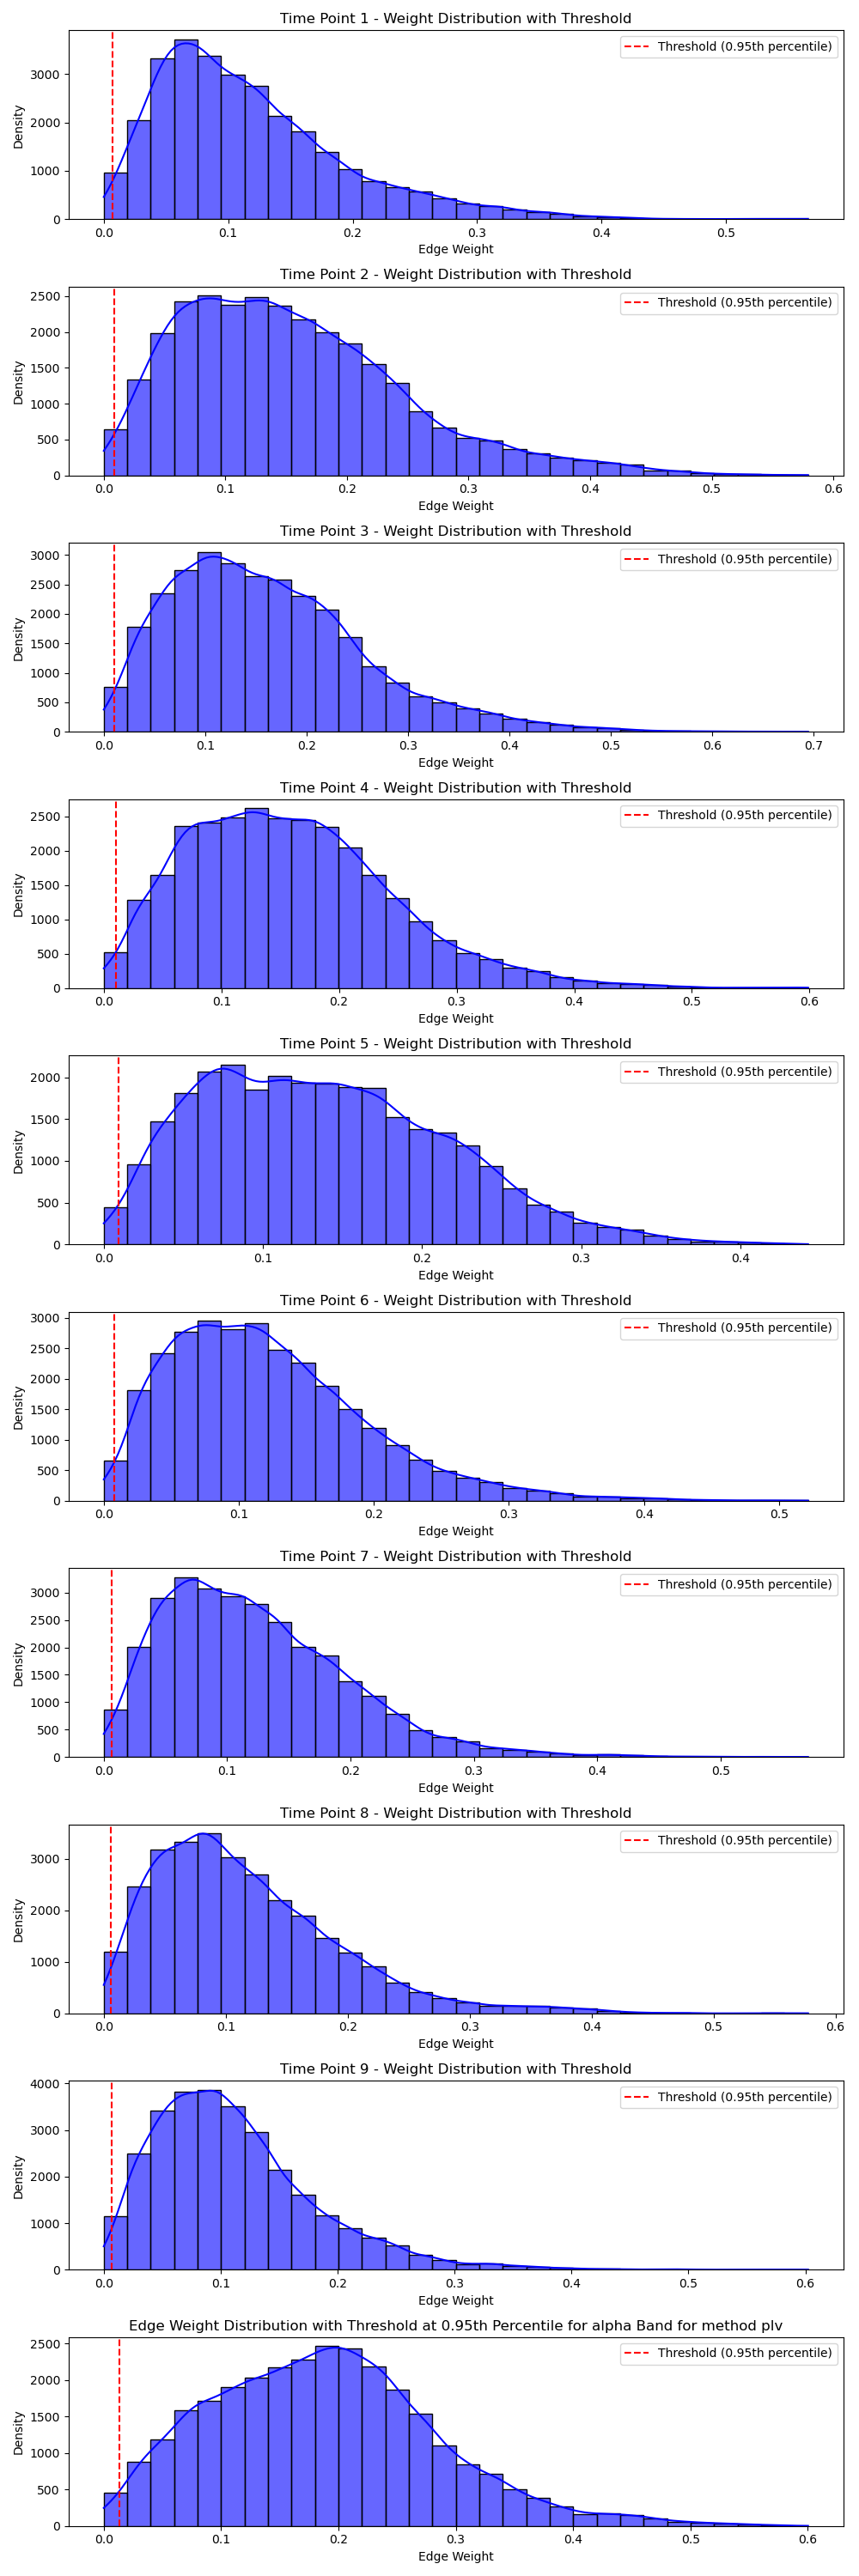 Time Point 1 - Weight Distribution with Threshold
Threshold (0.95th percentile)
Density
3000
2000
1000
0
0.0 0.1 0.2 0.3 0.4 0.5
Edge Weight
Time Point 2 - Weight Distribution with Threshold
Threshold (0.95th percentile)
Density
2500
2000
1500
1000
500
0
0.0 0.1 0.2 0.3 0.4 0.5 0.6
Edge Weight
Time Point 3 - Weight Distribution with Threshold
Threshold (0.95th percentile)
Density
3000
2500
2000
1500
1000
500
0
0.0 0.1 0.2 0.3 0.4 0.5 0.6 0.7
Edge Weight
Time Point 4 - Weight Distribution with Threshold
Threshold (0.95th percentile)
Density
2500
2000
1500
1000
500
0
0.0 0.1 0.2 0.3 0.4 0.5 0.6
Edge Weight
Time Point 5 - Weight Distribution with Threshold
Threshold (0.95th percentile)
Density
2000
1500
1000
500
0
0.0 0.1 0.2 0.3 0.4
Edge Weight
Time Point 6 - Weight Distribution with Threshold
Threshold (0.95th percentile)
Density
3000
2500
2000
1500
1000
500
0
0.0 0.1 0.2 0.3 0.4 0.5
Edge Weight
Time Point 7 - Weight Distribution with Threshold
Threshold (0.95th percentile)
Density
3000
2500
2000
1500
1000
500
0
0.0 0.1 0.2 0.3 0.4 0.5
Edge Weight
Time Point 8 - Weight Distribution with Threshold
Threshold (0.95th percentile)
Density
3000
2000
1000
0
0.0 0.1 0.2 0.3 0.4 0.5 0.6
Edge Weight
Time Point 9 - Weight Distribution with Threshold
Threshold (0.95th percentile)
Density
4000
3000
2000
1000
0
0.0 0.1 0.2 0.3 0.4 0.5 0.6
Edge Weight
Edge Weight Distribution with Threshold at 0.95th Percentile for alpha Band for method plv
Threshold (0.95th percentile)
Density
2500
2000
1500
1000
500
0
0.0 0.1 0.2 0.3 0.4 0.5 0.6
Edge Weight